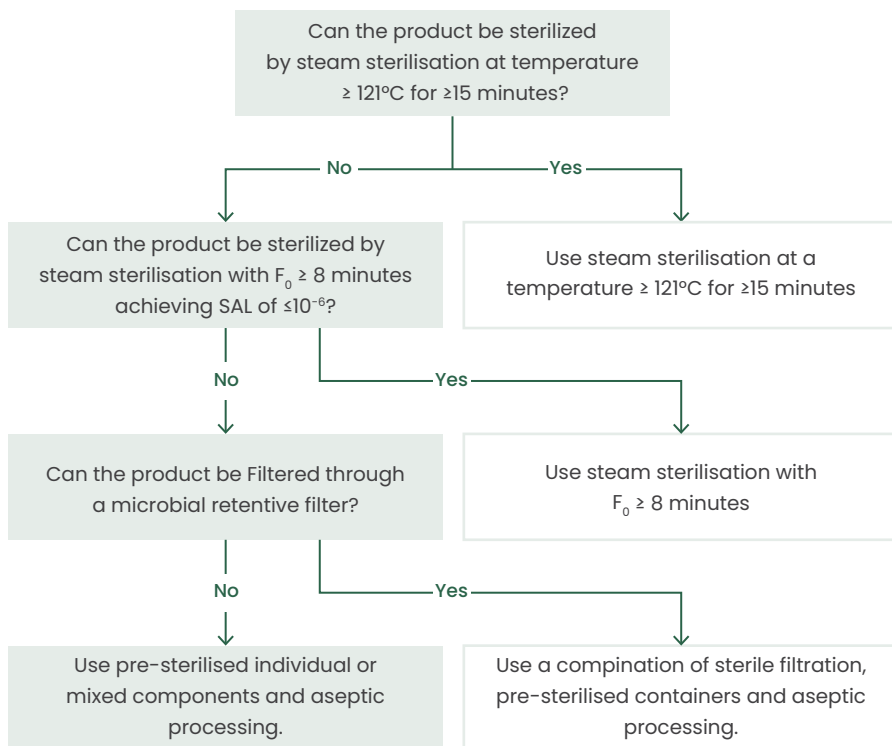 Can the product be sterilized
by steam sterilisation at temperature
≥ 121°C for ≥15 minutes?
No
Yes
Can the product be sterilized by
steam sterilisation with F₀ ≥ 8 minutes
achieving SAL of ≤10⁻⁶?
Use steam sterilisation at a
temperature ≥ 121°C for ≥15 minutes
No
Yes
Can the product be Filtered through
a microbial retentive filter?
Use steam sterilisation with
F₀ ≥ 8 minutes
No
Yes
Use pre-sterilised individual or
mixed components and aseptic
processing.
Use a compination of sterile filtration,
pre-sterilised containers and aseptic
processing.